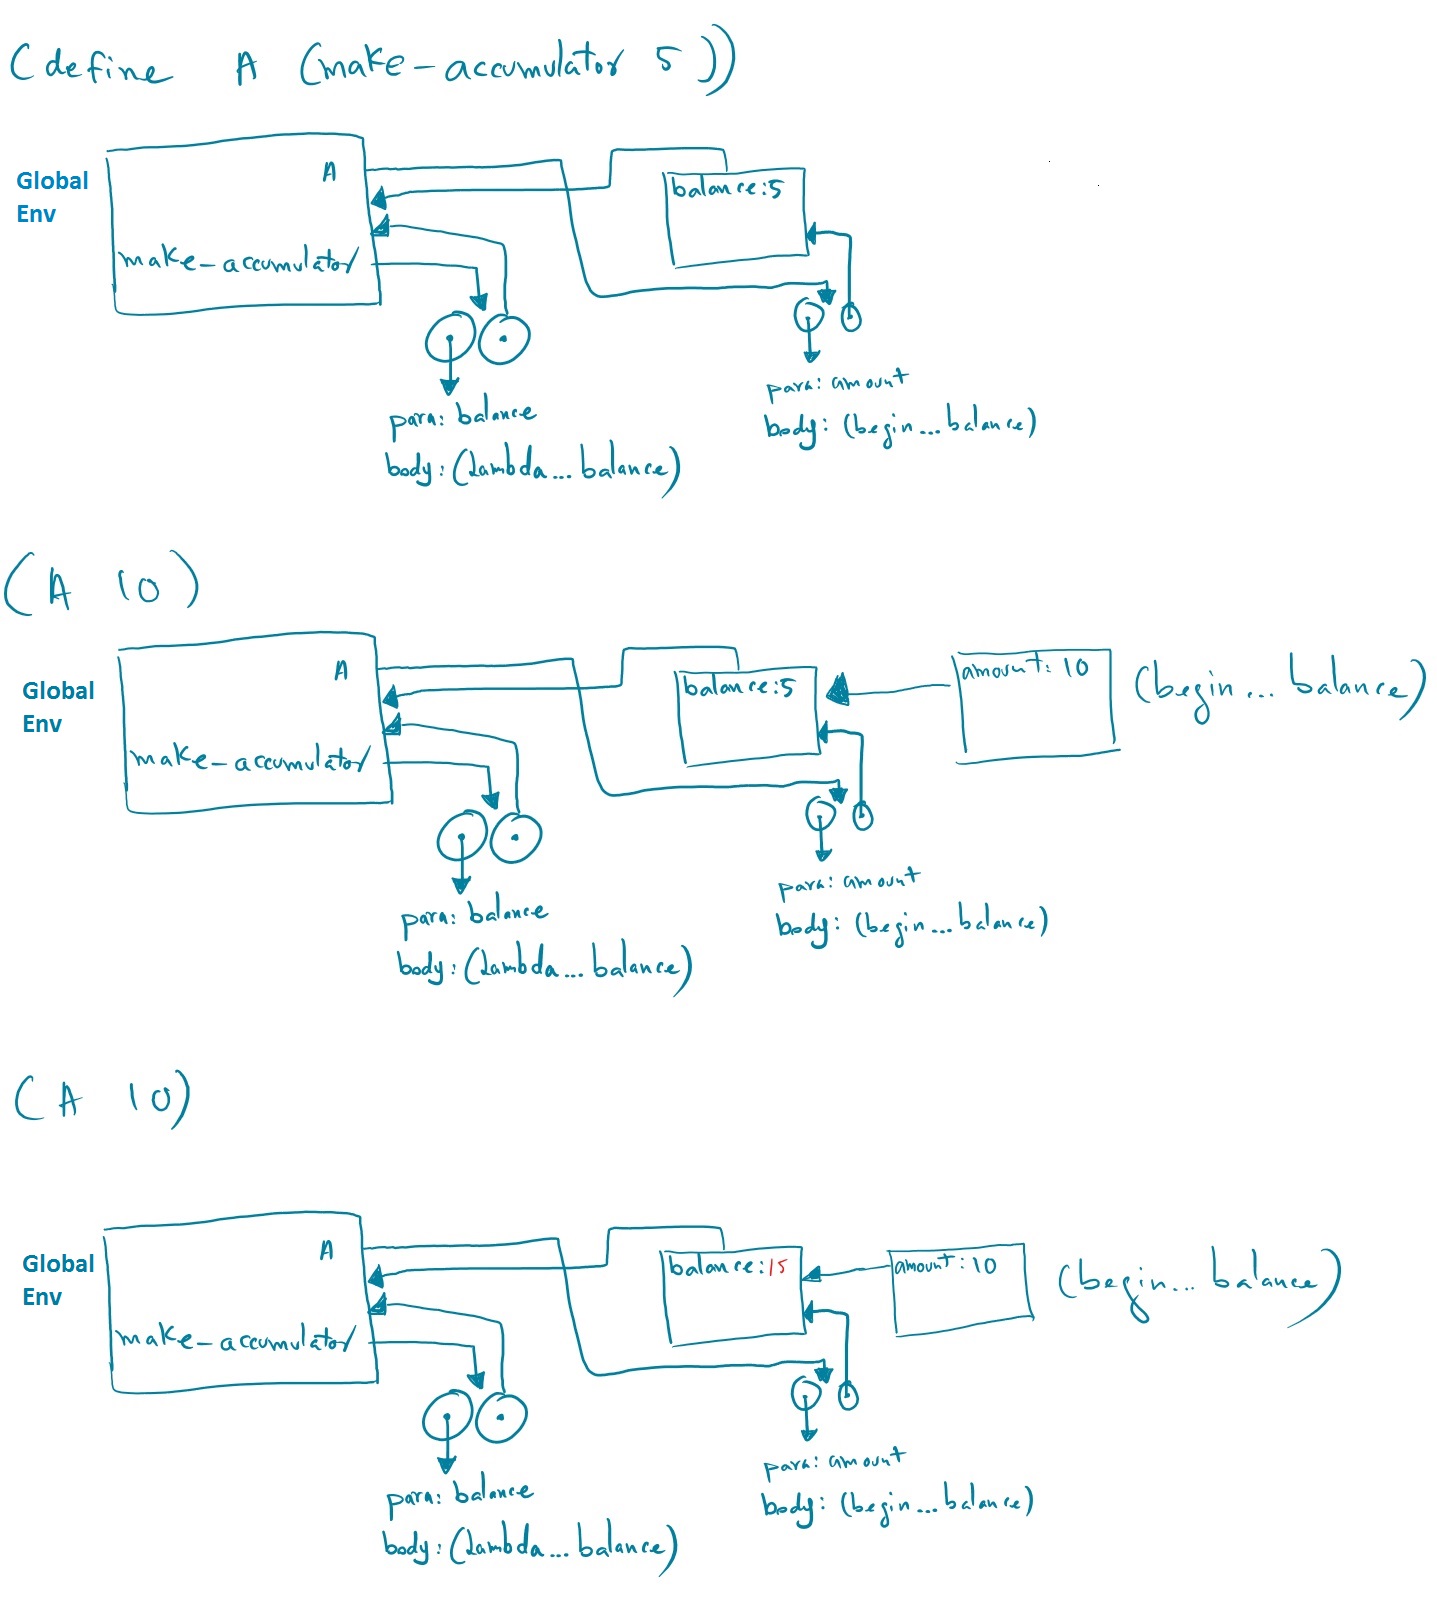 (define A (make-accumulator 5))
Global
Env
A
make-accumulator
balance:5
para: balance
body: (lambda... balance)
para: amount
body: (begin... balance)
(A 10)
Global
Env
A
make-accumulator
balance:5
amount: 10
(begin... balance)
para: balance
body: (lambda... balance)
para: amount
body: (begin... balance)
(A 10)
Global
Env
A
make-accumulator
balance:15
amount:10
(begin... balance)
para: balance
body: (lambda... balance)
para: amount
body: (begin... balance)